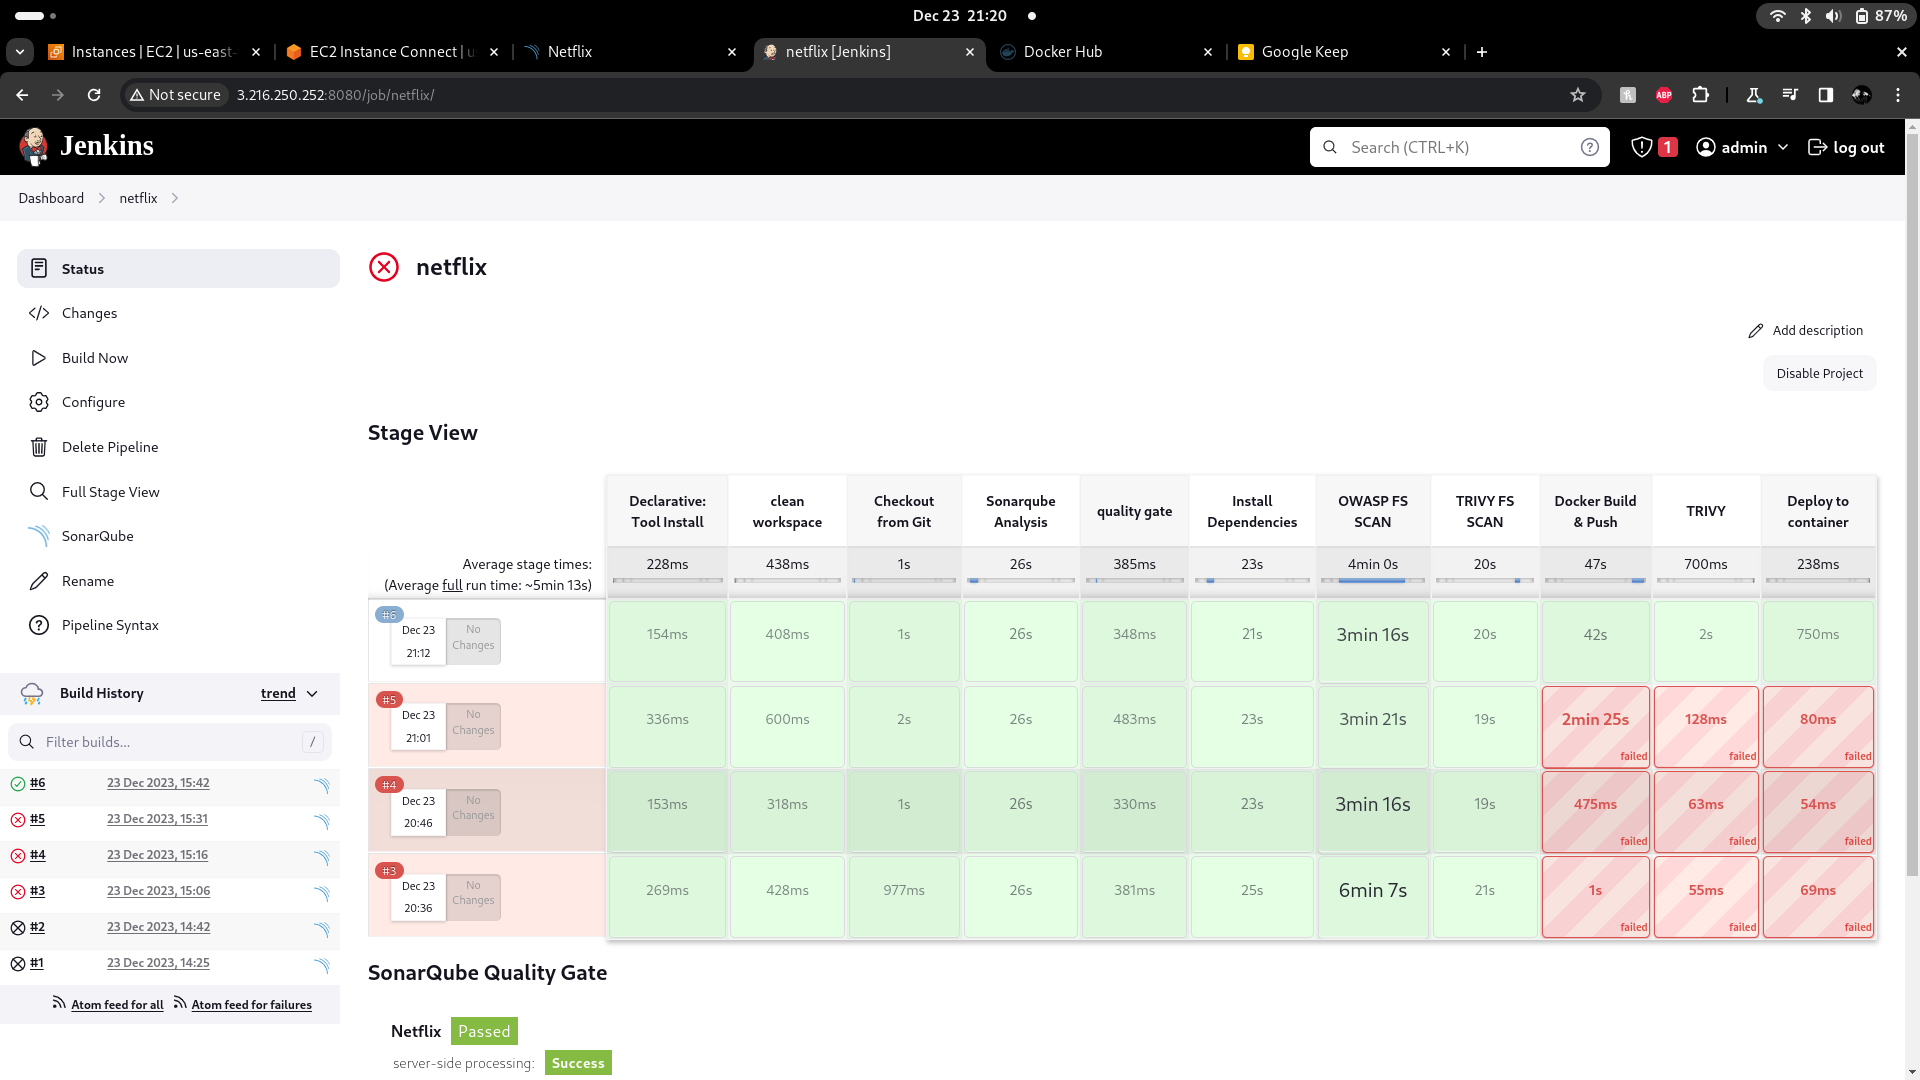 Dec 23 21:20
87%
Instances | EC2 | us-east-
EC2 Instance Connect | u
Netflix
netflix [Jenkins]
Docker Hub
Google Keep
Not secure
3.216.250.252:8080/job/netflix/
ABP
Jenkins
Search (CTRL+K)
1
admin
log out
Dashboard
netflix
Status
Changes
Build Now
Configure
Delete Pipeline
Full Stage View
SonarQube
Rename
Pipeline Syntax
Build History
trend
Filter builds...
/
#6 23 Dec 2023, 15:42
#5 23 Dec 2023, 15:31
#4 23 Dec 2023, 15:16
#3 23 Dec 2023, 15:06
#2 23 Dec 2023, 14:42
#1 23 Dec 2023, 14:25
Atom feed for all Atom feed for failures
netflix
Add description
Disable Project
Stage View
Declarative: Tool Install
clean workspace
Checkout from Git
Sonarqube Analysis
quality gate
Install Dependencies
OWASP FS SCAN
TRIVY FS SCAN
Docker Build & Push
TRIVY
Deploy to container
Average stage times:
(Average full run time: ~5min 13s)
228ms 438ms 1s 26s 385ms 23s 4min 0s 20s 47s 700ms 238ms
#6
Dec 23
21:12
No Changes
154ms 408ms 1s 26s 348ms 21s 3min 16s 20s 42s 2s 750ms
#5
Dec 23
21:01
No Changes
336ms 600ms 2s 26s 483ms 23s 3min 21s 19s 2min 25s 128ms 80ms
failed failed failed
#4
Dec 23
20:46
No Changes
153ms 318ms 1s 26s 330ms 23s 3min 16s 19s 475ms 63ms 54ms
failed failed failed
#3
Dec 23
20:36
No Changes
269ms 428ms 977ms 26s 381ms 25s 6min 7s 21s 1s 55ms 69ms
failed failed failed
SonarQube Quality Gate
Netflix Passed
server-side processing: Success